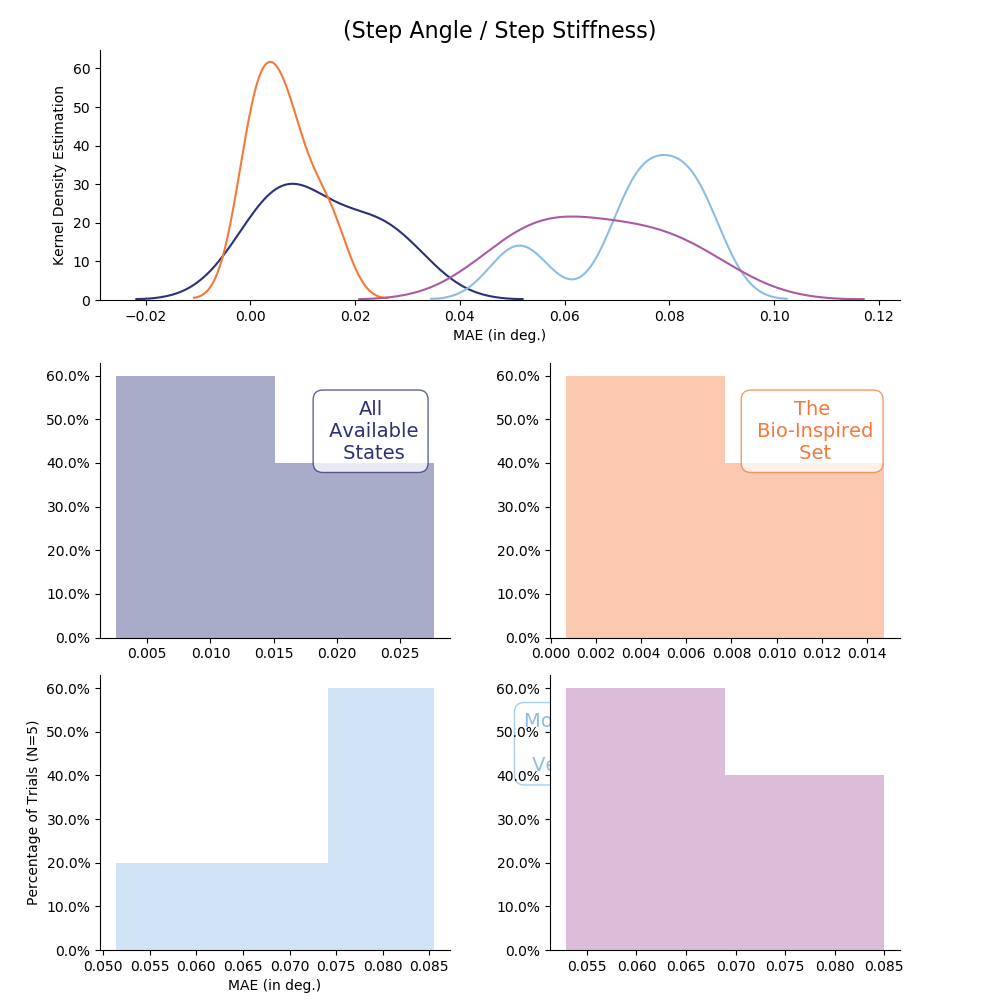 (Step Angle / Step Stiffness)
Kernel Density Estimation
60
50
40
30
20
10
0
−0.02 0.00 0.02 0.04 0.06 0.08 0.10 0.12
MAE (in deg.)
60.0%
50.0%
40.0%
30.0%
20.0%
10.0%
0.0%
0.005 0.010 0.015 0.020 0.025
All
Available
States
60.0%
50.0%
40.0%
30.0%
20.0%
10.0%
0.0%
0.000 0.002 0.004 0.006 0.008 0.010 0.012 0.014
The
Bio-Inspired
Set
Percentage of Trials (N=5)
60.0%
50.0%
40.0%
30.0%
20.0%
10.0%
0.0%
0.050 0.055 0.060 0.065 0.070 0.075 0.080 0.085
MAE (in deg.)
Mo
Ve
60.0%
50.0%
40.0%
30.0%
20.0%
10.0%
0.0%
0.055 0.060 0.065 0.070 0.075 0.080 0.085